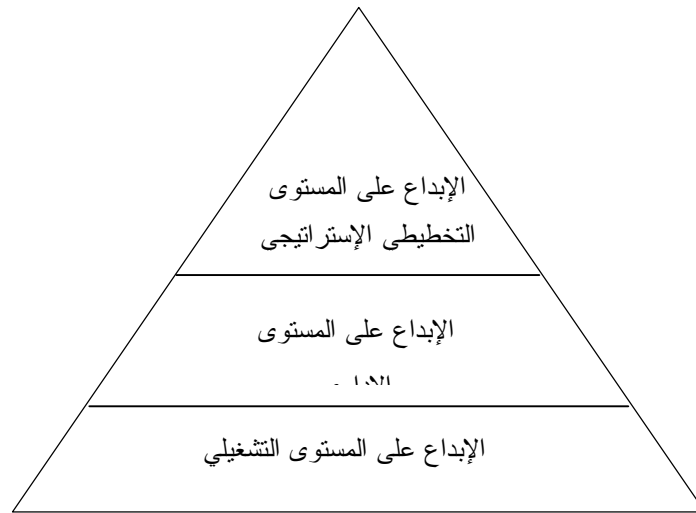 الإبداع على المستوى
التخطيطى الإستراتيجى
الإبداع على المستوى
الإبداع على المستوى التشغيلي